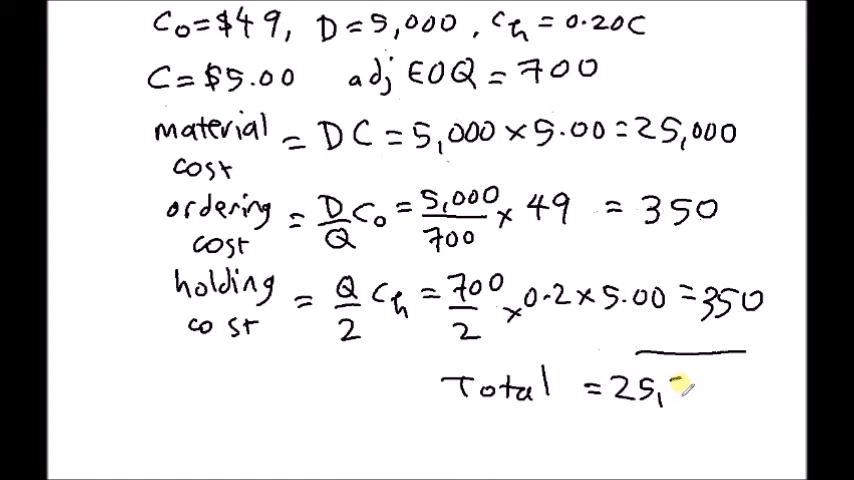 Co=$49, D=5,000, Ch=0.20C
C=$5.00 adj EOQ=700
material cost = DC = 5,000 × 5.00 = 25,000
ordering cost = D/Q Co = 5,000/700 × 49 = 350
holding cost = Q/2 Ch = 700/2 × 0.2 × 5.00 = 350
Total = 25,